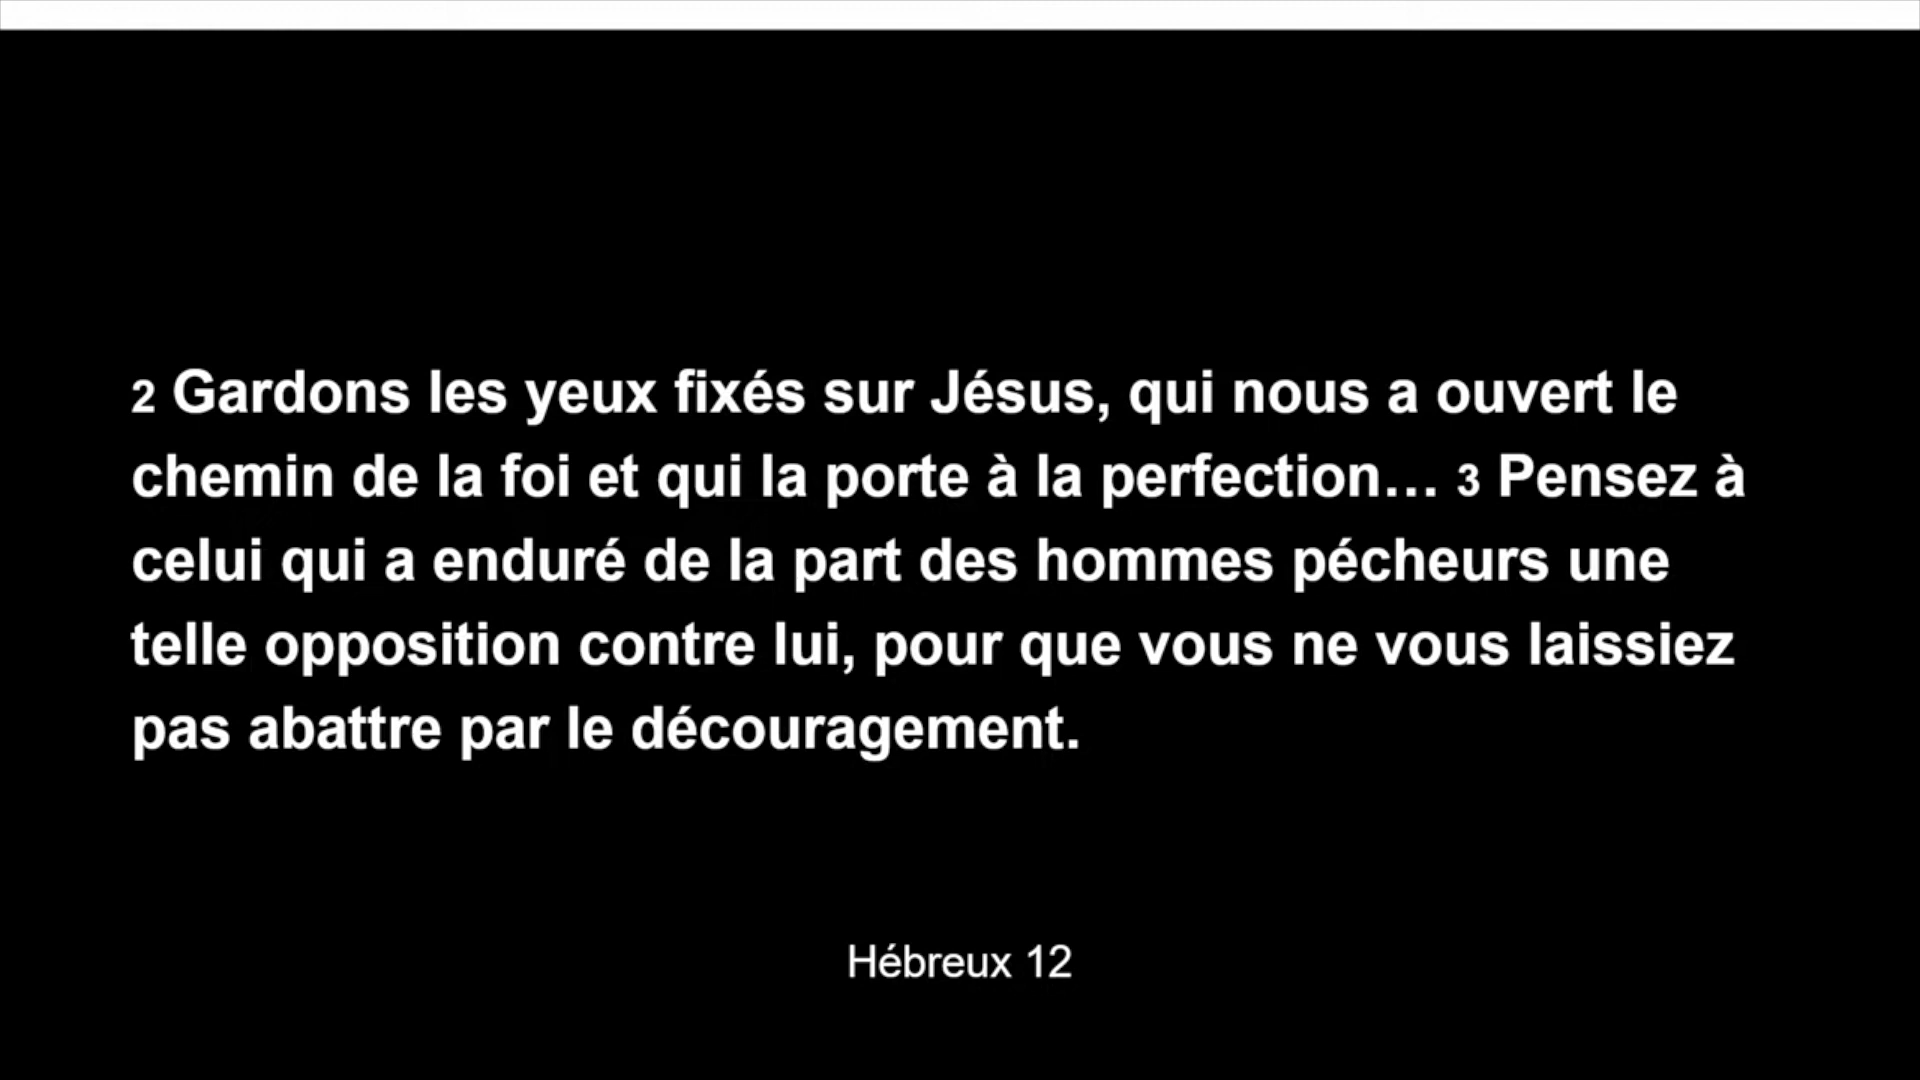 2 Gardons les yeux fixés sur Jésus, qui nous a ouvert le
chemin de la foi et qui la porte à la perfection… 3 Pensez à
celui qui a enduré de la part des hommes pécheurs une
telle opposition contre lui, pour que vous ne vous laissiez
pas abattre par le découragement.
Hébreux 12